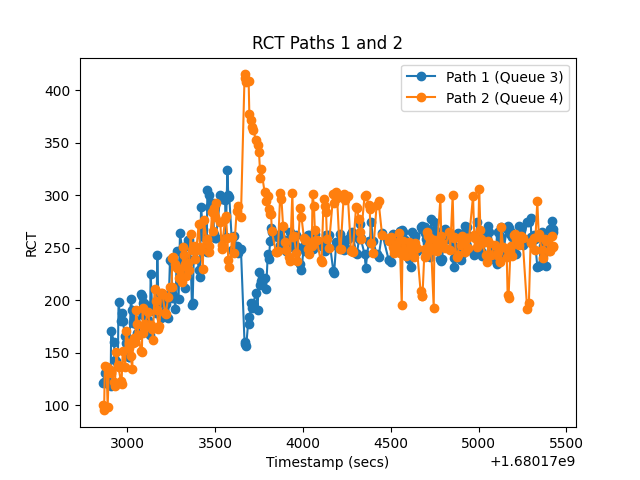 RCT Paths 1 and 2
Path 1 (Queue 3)
Path 2 (Queue 4)
RCT
400
350
300
250
200
150
100
3000
3500
4000
4500
5000
5500
Timestamp (secs)
+1.68017e9